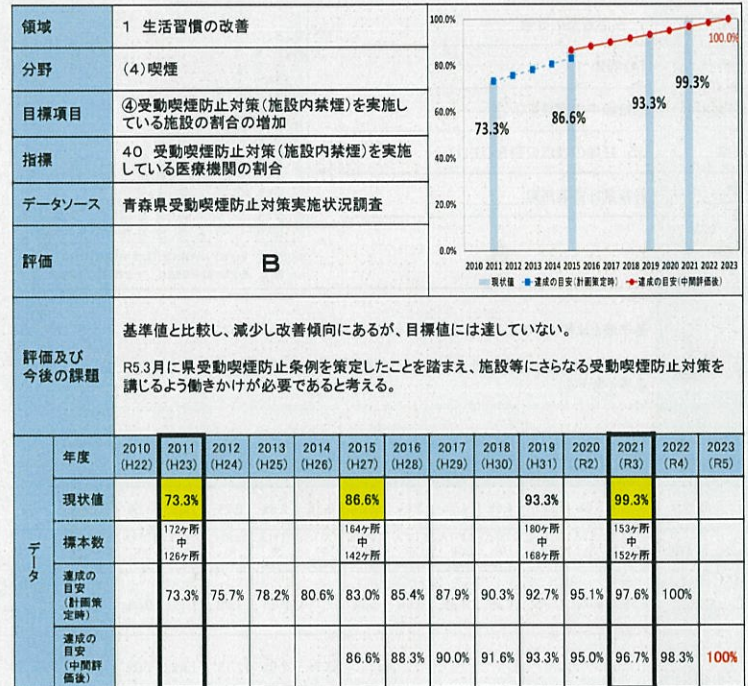 領域
1 生活習慣の改善
分野
(4)喫煙
目標項目
④受動喫煙防止対策(施設内禁煙)を実施し
ている施設の割合の増加
指標
40 受動喫煙防止対策(施設内禁煙)を実施
している医療機関の割合
データソース
青森県受動喫煙防止対策実施状況調査
評価
B
100.0%
80.0%
60.0%
40.0%
20.0%
0.0%
73.3%
86.6%
93.3%
99.3%
100.0%
2010 2011 2012 2013 2014 2015 2016 2017 2018 2019 2020 2021 2022 2023
現状値 達成の目安(計画策定時) 達成の目安(中間評価後)
評価及び
今後の課題
基準値と比較し、減少し改善傾向にあるが、目標値には達していない。
R5.3月に県受動喫煙防止条例を策定したことを踏まえ、施設等にさらなる受動喫煙防止対策を
講じるよう働きかけが必要であると考える。
データ
年度
2010 2011 2012 2013 2014 2015 2016 2017 2018 2019 2020 2021 2022 2023
(H22) (H23) (H24) (H25) (H26) (H27) (H28) (H29) (H30) (H31) (R2) (R3) (R4) (R5)
現状値
73.3% 86.6% 93.3% 99.3%
標本数
172ヶ所 164ヶ所 180ヶ所 153ヶ所
中 中 中 中
126ヶ所 142ヶ所 168ヶ所 152ヶ所
達成の
目安
(計画策
定時)
73.3% 75.7% 78.2% 80.6% 83.0% 85.4% 87.9% 90.3% 92.7% 95.1% 97.6% 100%
達成の
目安
(中間評
価後)
86.6% 88.3% 90.0% 91.6% 93.3% 95.0% 96.7% 98.3% 100%